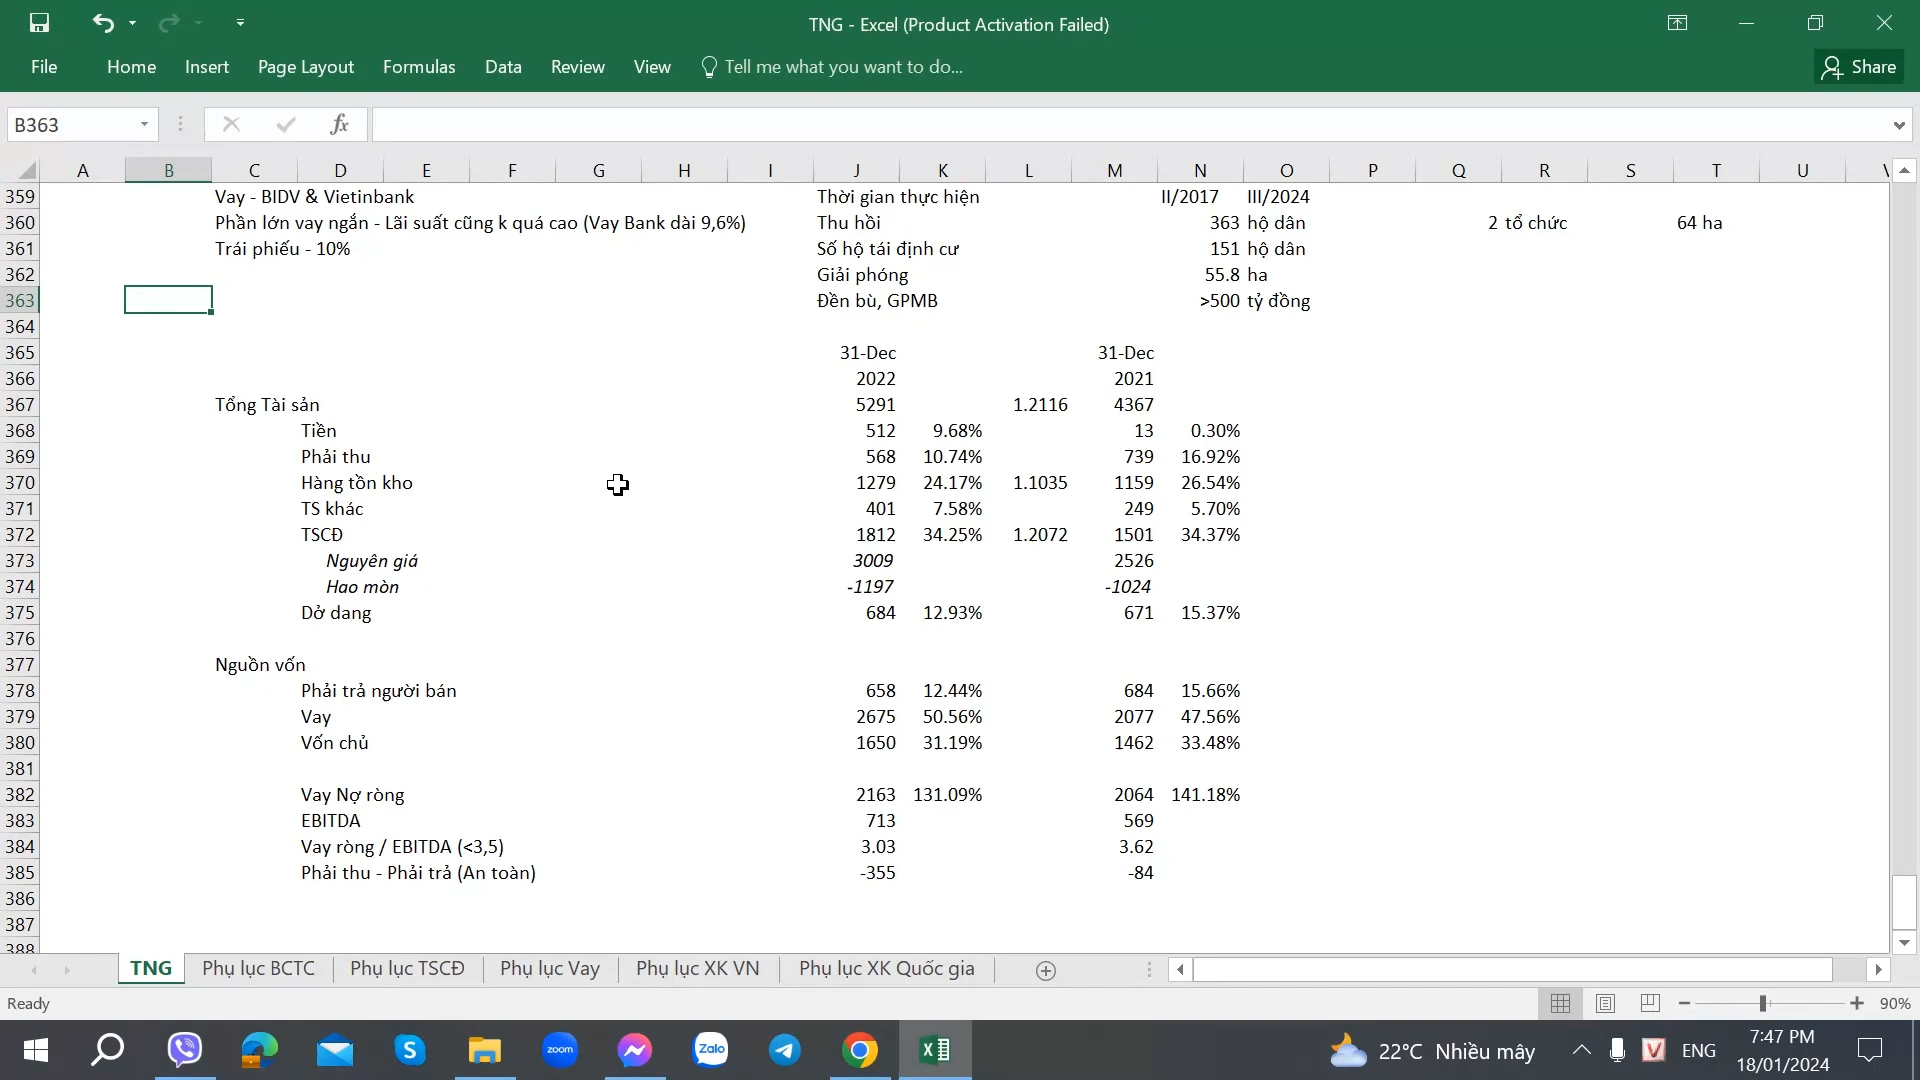 TNG - Excel (Product Activation Failed)
File Home Insert Page Layout Formulas Data Review View Tell me what you want to do... Share
B363 fx
A B C D E F G H I J K L M N O P Q R S T U
359 Vay - BIDV & Vietinbank Thời gian thực hiện II/2017 III/2024
360 Phần lớn vay ngắn - Lãi suất cũng k quá cao (Vay Bank dài 9,6%) Thu hồi 363 hộ dân 2 tổ chức 64 ha
361 Trái phiếu - 10% Số hộ tái định cư 151 hộ dân
362 Giải phóng 55.8 ha
363 Đền bù, GPMB >500 tỷ đồng
364
365 31-Dec 31-Dec
366 2022 2021
367 Tổng Tài sản 5291 1.2116 4367
368 Tiền 512 9.68% 13 0.30%
369 Phải thu 568 10.74% 739 16.92%
370 Hàng tồn kho 1279 24.17% 1.1035 1159 26.54%
371 TS khác 401 7.58% 249 5.70%
372 TSCĐ 1812 34.25% 1.2072 1501 34.37%
373 Nguyên giá 3009 2526
374 Hao mòn -1197 -1024
375 Dở dang 684 12.93% 671 15.37%
376
377 Nguồn vốn
378 Phải trả người bán 658 12.44% 684 15.66%
379 Vay 2675 50.56% 2077 47.56%
380 Vốn chủ 1650 31.19% 1462 33.48%
381
382 Vay Nợ ròng 2163 131.09% 2064 141.18%
383 EBITDA 713 569
384 Vay ròng / EBITDA (<3,5) 3.03 3.62
385 Phải thu - Phải trả (An toàn) -355 -84
386
387
388
TNG Phụ lục BCTC Phụ lục TSCĐ Phụ lục Vay Phụ lục XK VN Phụ lục XK Quốc gia
Ready 90%
zoom Zalo 22°C Nhiều mây ENG 7:47 PM
18/01/2024